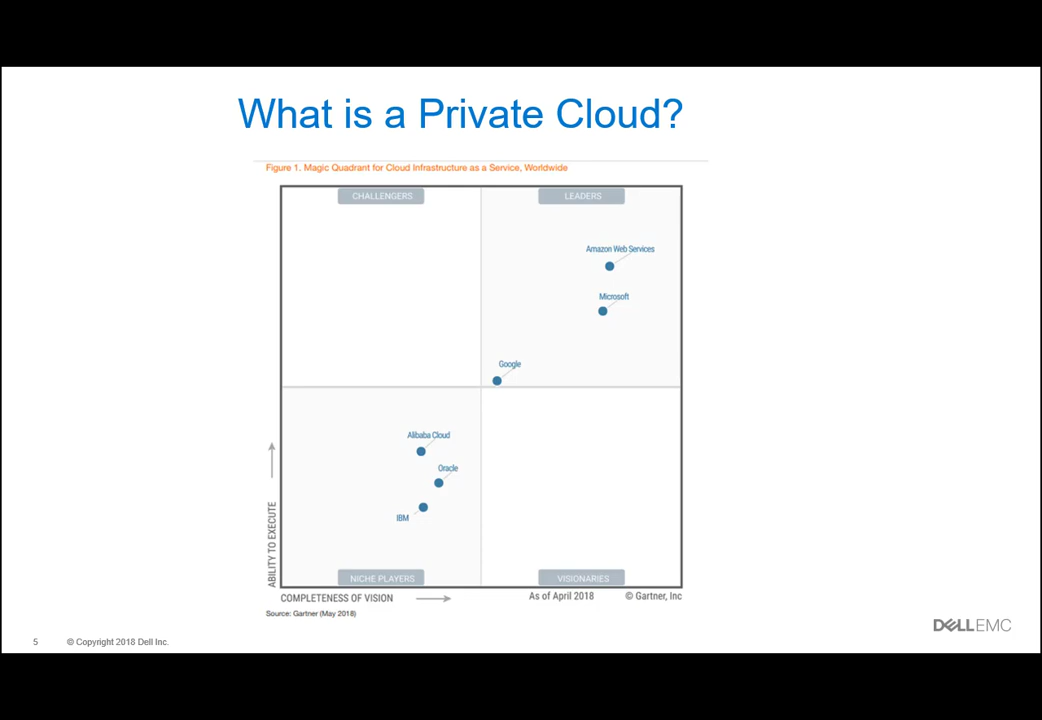 What is a Private Cloud?
Figure 1. Magic Quadrant for Cloud Infrastructure as a Service, Worldwide
CHALLENGERS
LEADERS
Amazon Web Services
Microsoft
Google
Alibaba Cloud
Oracle
IBM
ABILITY TO EXECUTE
NICHE PLAYERS
VISIONARIES
COMPLETENESS OF VISION
As of April 2018
© Gartner, Inc
Source: Gartner (May 2018)
5
© Copyright 2018 Dell Inc.
DELLEMC